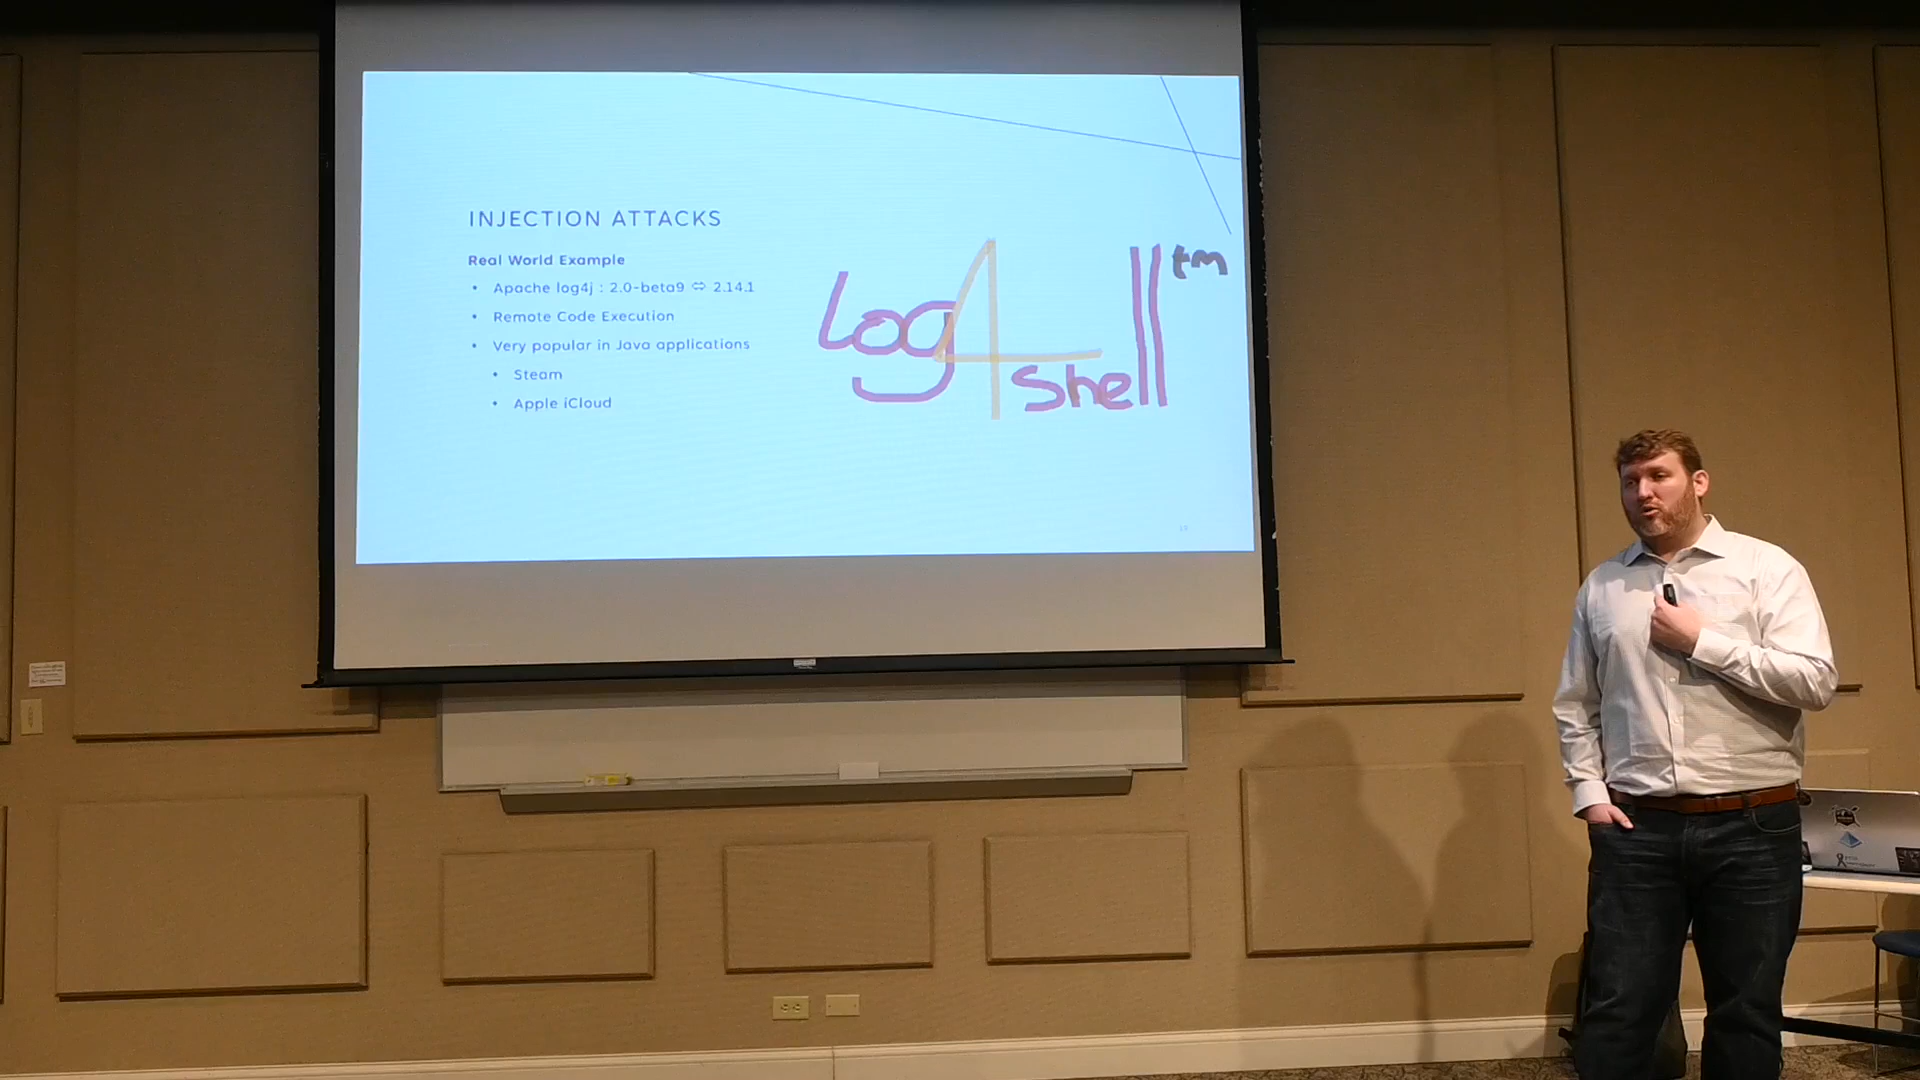 INJECTION ATTACKS
Real World Example
• Apache log4j : 2.0-beta9 ⇔ 2.14.1
• Remote Code Execution
• Very popular in Java applications
• Steam
• Apple iCloud
log4shell tm